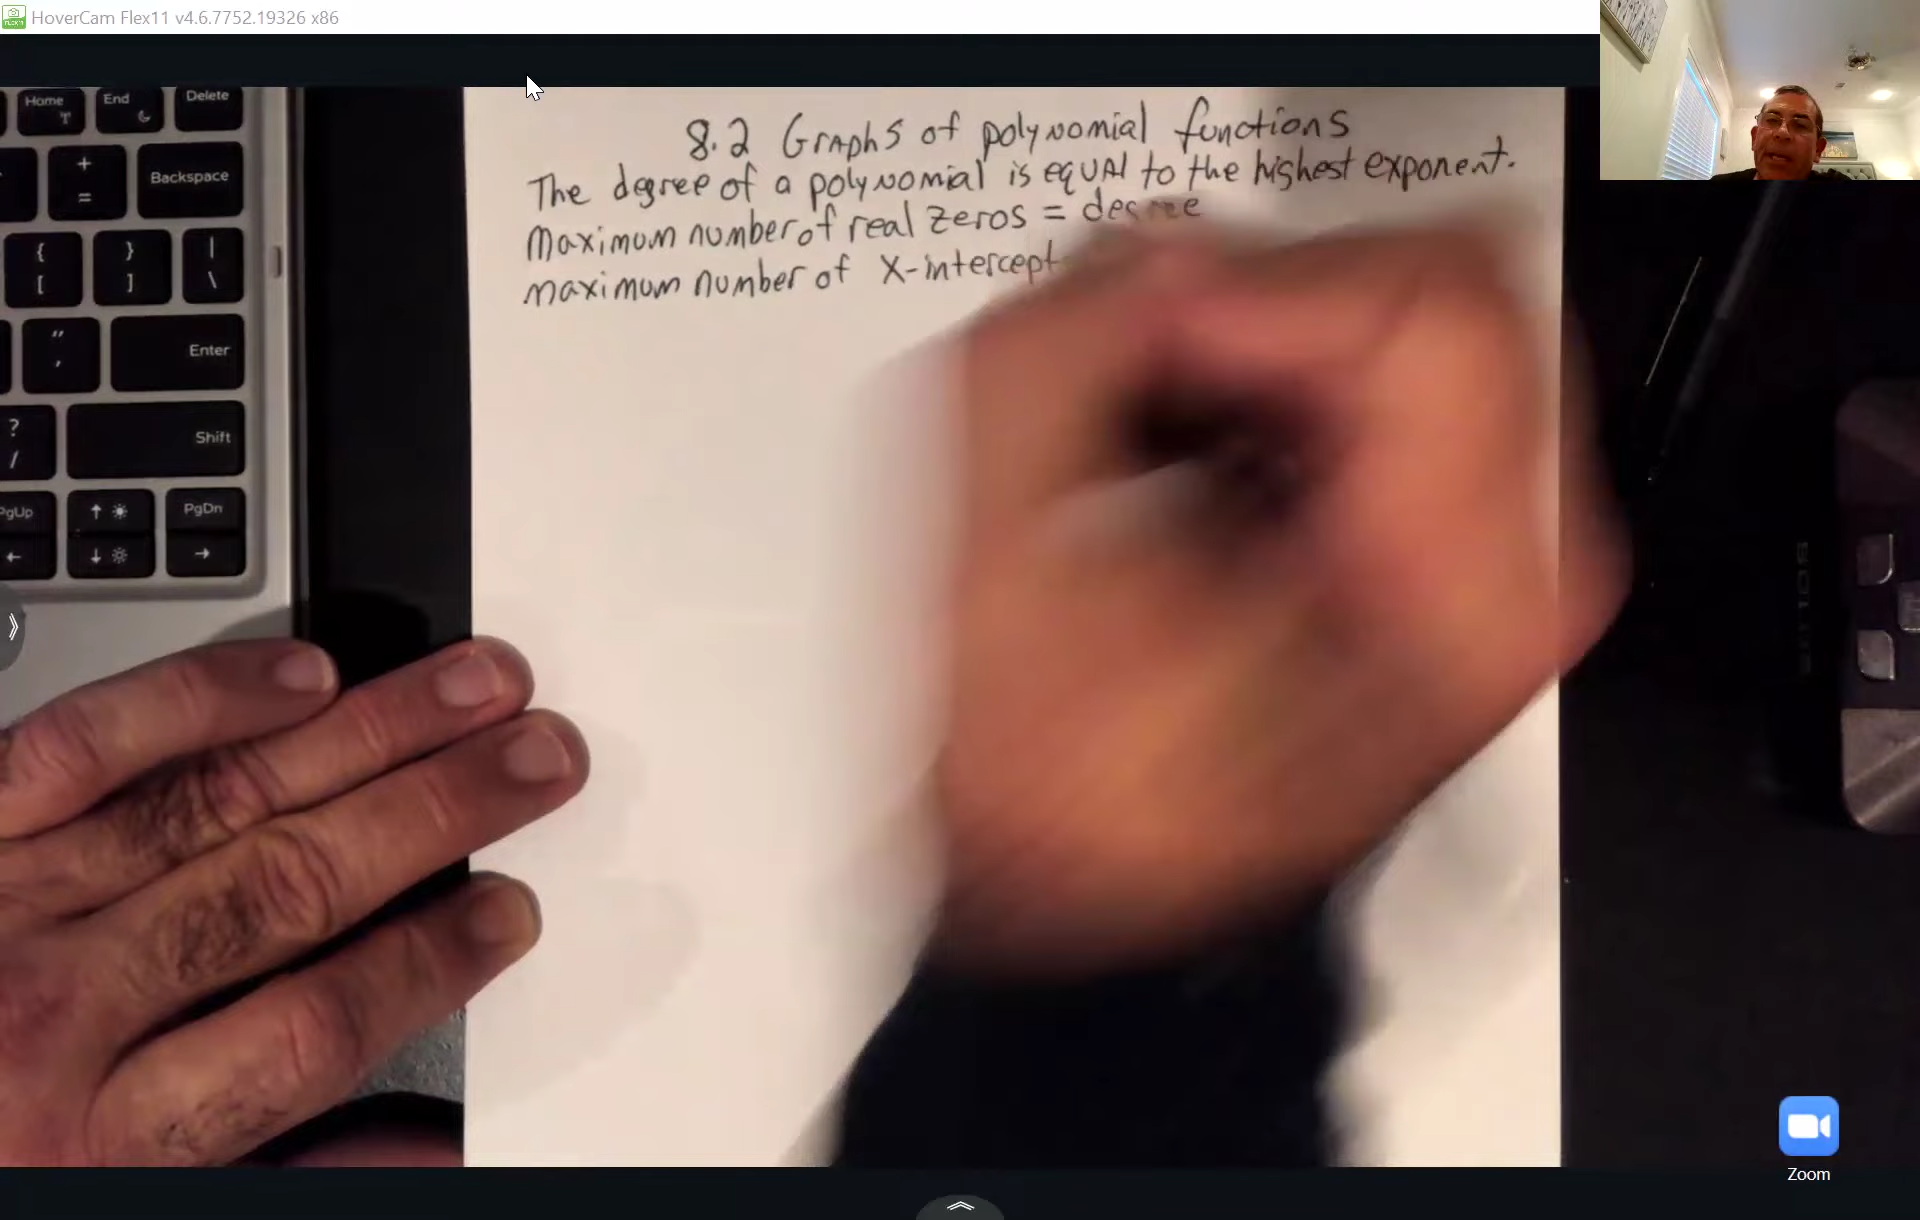 HoverCam Flex11 v4.6.7752.19326 x86
8.2 Graphs of polynomial functions
The degree of a polynomial is equal to the highest exponent.
Maximum number of real zeros = degree
maximum number of x-intercept
Home End Delete
+ = Backspace
{ [ } ] | \
" ' Enter
? / Shift
PgUp PgDn
Zoom